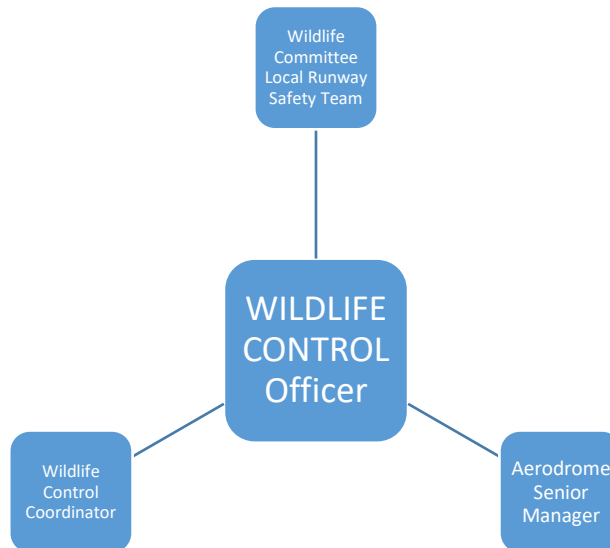 Wildlife
Committee
Local Runway
Safety Team
WILDLIFE
CONTROL
Officer
Wildlife
Control
Coordinator
Aerodrome
Senior
Manager